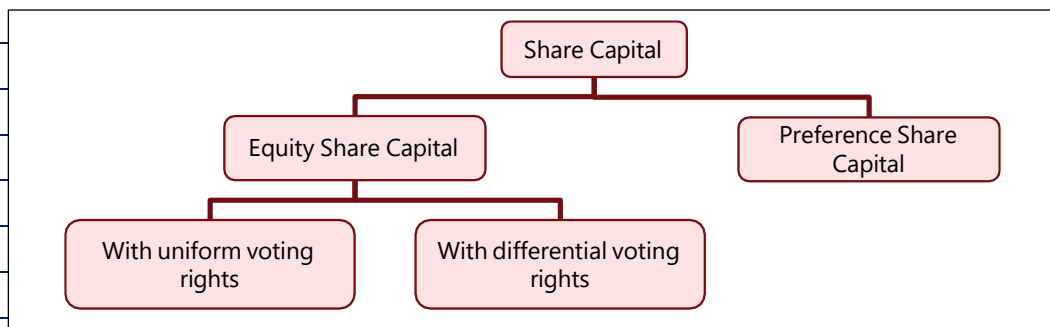 Share Capital
Equity Share Capital
Preference Share
Capital
With uniform voting
rights
With differential voting
rights